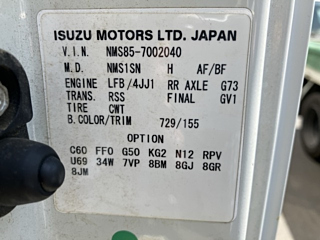 ISUZU MOTORS LTD. JAPAN
V.I.N. NMS85-7002040
M.D. NMS1SN H AF/BF
ENGINE LFB/4JJ1 RR AXLE G73
TRANS. RSS FINAL GV1
TIRE CWT
B.COLOR/TRIM 729/155
OPTION
C60 FF0 G50 KG2 N12 RPV
U69 34W 7VP 8BM 8GJ 8GR
8JM